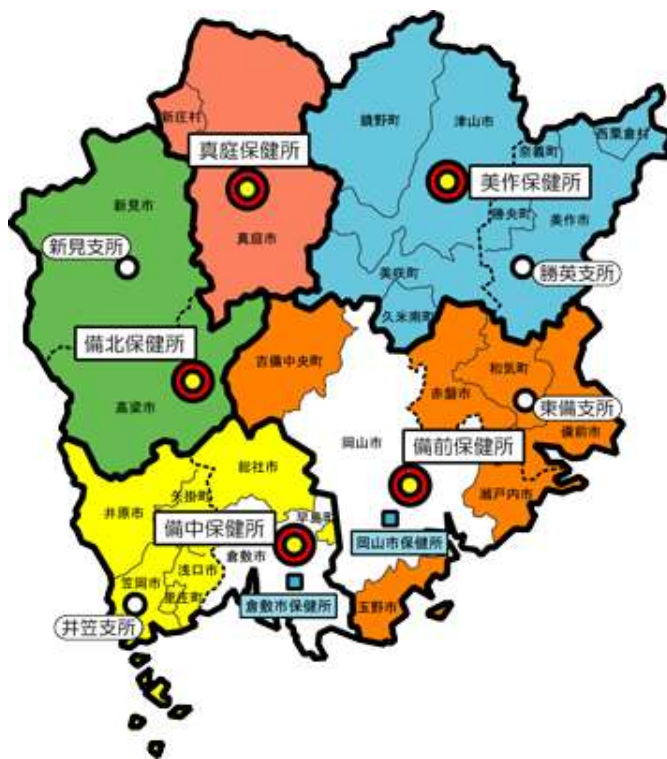 鏡野町
津山市
西粟倉村
新庄村
奈義町
真庭保健所
美作保健所
新見市
勝央町
美作市
真庭市
新見支所
美咲町
勝英支所
久米南町
備北保健所
吉備中央町
和気町
赤磐市
高梁市
東備支所
岡山市
備前市
備前保健所
総社市
矢掛町
瀬戸内市
井原市
早島町
備中保健所
倉敷市
岡山市保健所
浅口市
笠岡市
里庄町
倉敷市保健所
玉野市
井笠支所